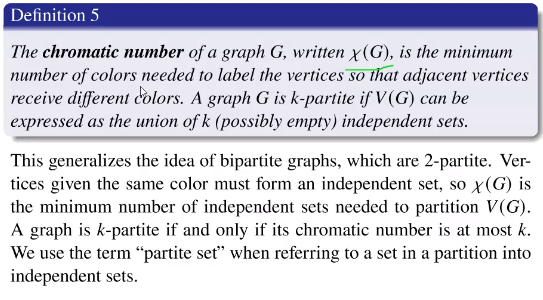 Definition 5
The chromatic number of a graph G, written χ(G), is the minimum
number of colors needed to label the vertices so that adjacent vertices
receive different colors. A graph G is k-partite if V(G) can be
expressed as the union of k (possibly empty) independent sets.
This generalizes the idea of bipartite graphs, which are 2-partite. Ver-
tices given the same color must form an independent set, so χ(G) is
the minimum number of independent sets needed to partition V(G).
A graph is k-partite if and only if its chromatic number is at most k.
We use the term “partite set” when referring to a set in a partition into
independent sets.